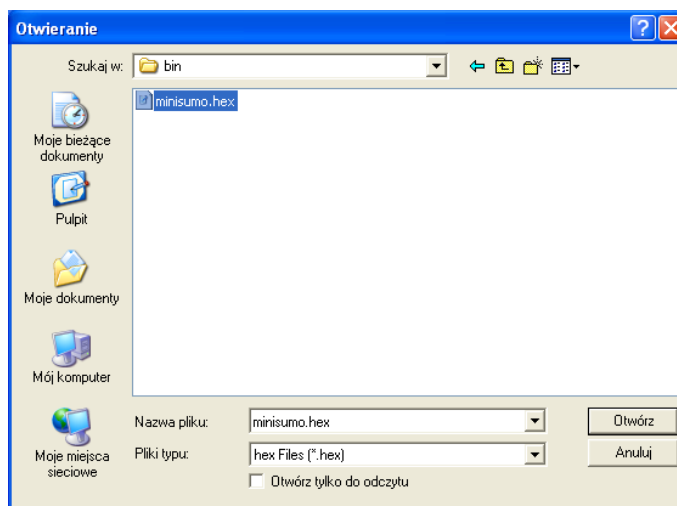 Otwieranie
Szukaj w:
bin
minisumo.hex
Moje bieżące
dokumenty
Pulpit
Moje dokumenty
Mój komputer
Moje miejsca
sieciowe
Nazwa pliku:
minisumo.hex
Otwórz
Pliki typu:
hex Files (*.hex)
Anuluj
Otwórz tylko do odczytu